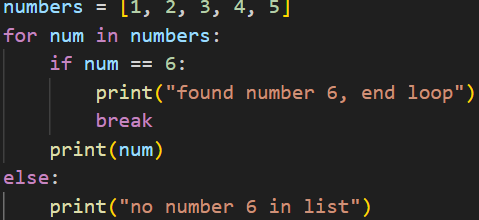 numbers = [1, 2, 3, 4, 5]
for num in numbers:
    if num == 6:
        print("found number 6, end loop")
        break
    print(num)
else:
    print("no number 6 in list")